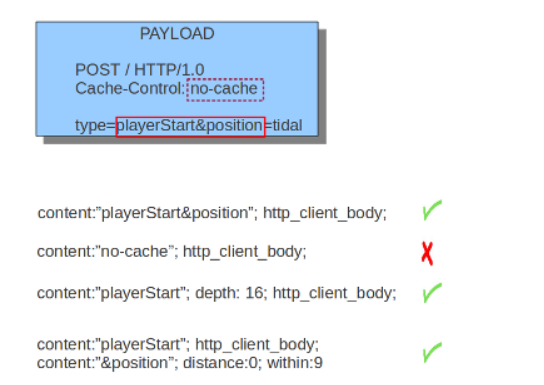 PAYLOAD
POST / HTTP/1.0
Cache-Control: no-cache
type=playerStart&position=tidal
content:"playerStart&position"; http_client_body;
content:"no-cache"; http_client_body;
content:"playerStart"; depth: 16; http_client_body;
content:"playerStart"; http_client_body;
content:"&position"; distance:0; within:9